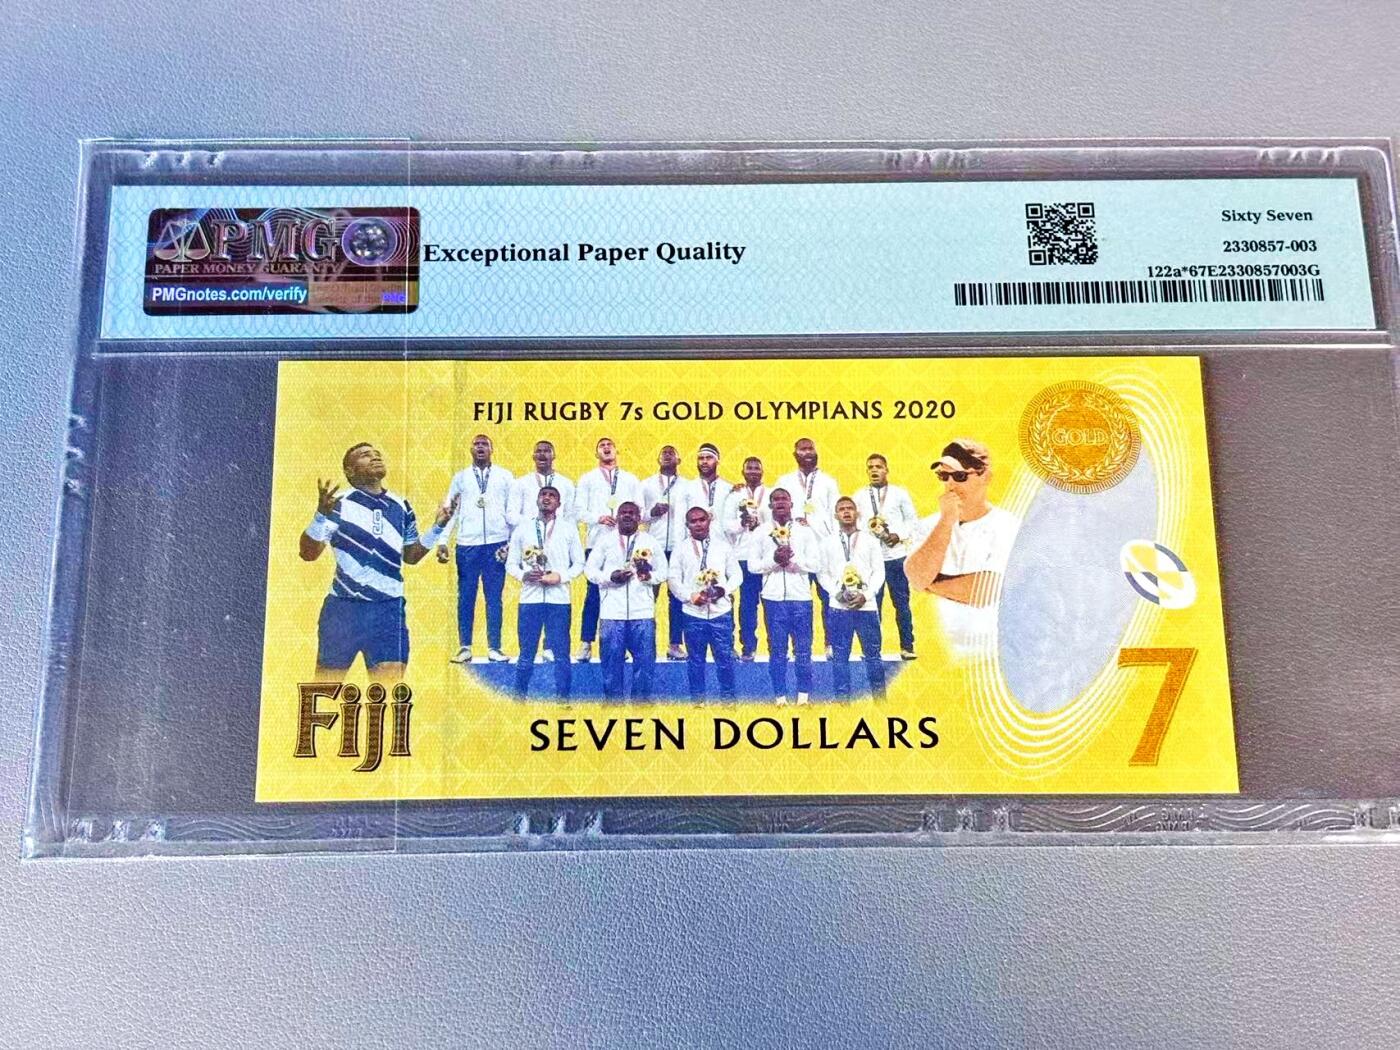 PMG
PAPER MONEY GUARANTY
PMGnotes.com/verify
Exceptional Paper Quality
Sixty Seven
2330857-003
122a*67E2330857003G
FIJI RUGBY 7s GOLD OLYMPIANS 2020
GOLD
9
Fiji
SEVEN DOLLARS
7